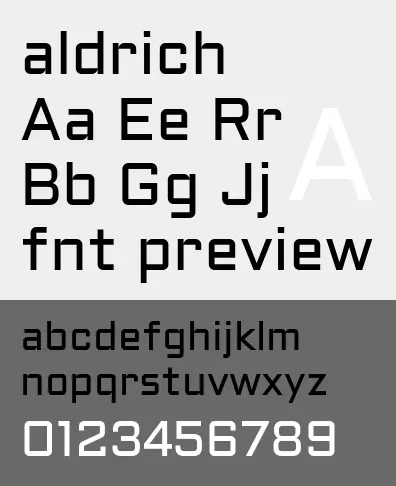 aldrich
Aa Ee Rr
A
Bb Gg Jj
fnt preview
abcdefghijklm
nopqrstuvwxyz
0123456789